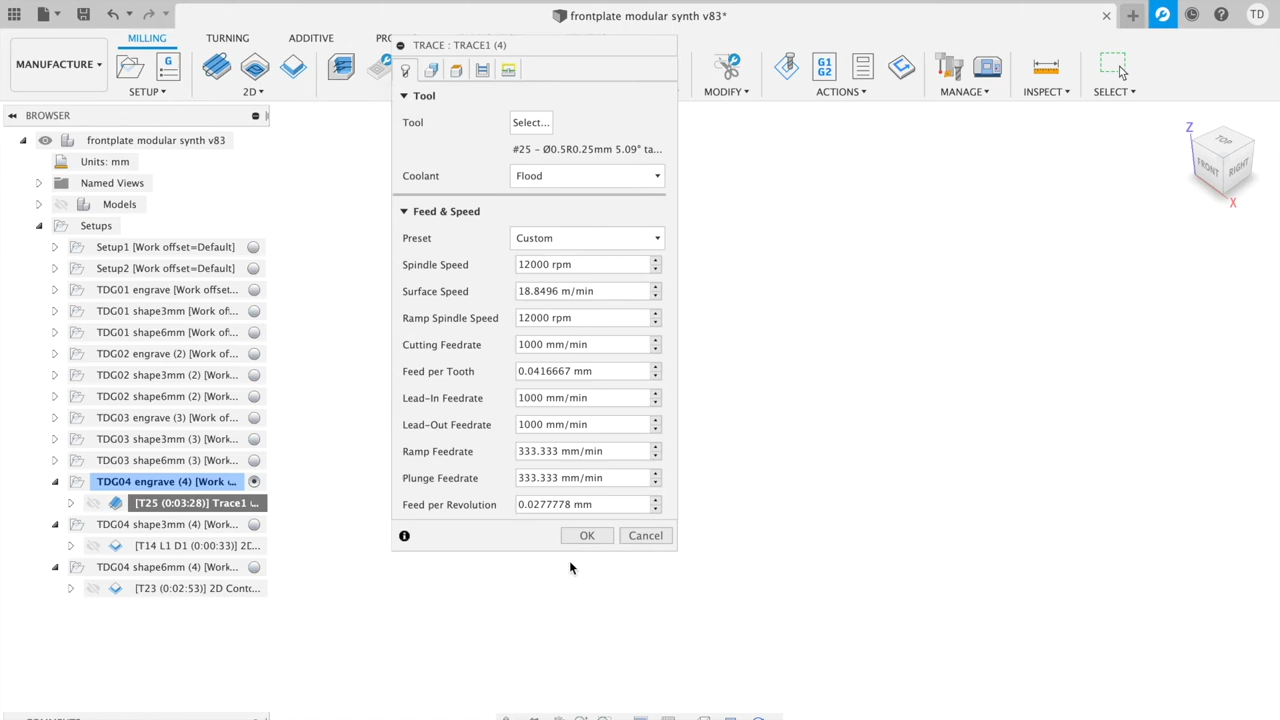 frontplate modular synth v83*
TD
MILLING
TURNING
ADDITIVE
MANUFACTURE
G1
G2
SETUP
2D
MODIFY
ACTIONS
MANAGE
INSPECT
SELECT
TRACE : TRACE1 (4)
Tool
Tool
Select...
#25 – Ø0.5R0.25mm 5.09° ta...
Coolant
Flood
Feed & Speed
Preset
Custom
Spindle Speed
12000 rpm
Surface Speed
18.8496 m/min
Ramp Spindle Speed
12000 rpm
Cutting Feedrate
1000 mm/min
Feed per Tooth
0.0416667 mm
Lead-In Feedrate
1000 mm/min
Lead-Out Feedrate
1000 mm/min
Ramp Feedrate
333.333 mm/min
Plunge Feedrate
333.333 mm/min
Feed per Revolution
0.0277778 mm
OK
Cancel
BROWSER
frontplate modular synth v83
Units: mm
Named Views
Models
Setups
Setup1 [Work offset=Default]
Setup2 [Work offset=Default]
TDG01 engrave [Work offset...
TDG01 shape3mm [Work of...
TDG01 shape6mm [Work of...
TDG02 engrave (2) [Work of...
TDG02 shape3mm (2) [Work...
TDG02 shape6mm (2) [Work...
TDG03 engrave (3) [Work of...
TDG03 shape3mm (3) [Work...
TDG03 shape6mm (3) [Work...
TDG04 engrave (4) [Work ...
[T25 (0:03:28)] Trace1 ...
TDG04 shape3mm (4) [Work...
[T14 L1 D1 (0:00:33)] 2D...
TDG04 shape6mm (4) [Work...
[T23 (0:02:53)] 2D Conto...
Z
TOP
FRONT
RIGHT
X